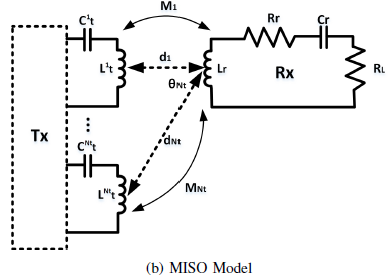 M1
C¹t
Rr
Cr
L¹t
d1
Lr
Rx
RL
θNt
Tx
CNtt
dNt
LNtt
MNt
(b) MISO Model